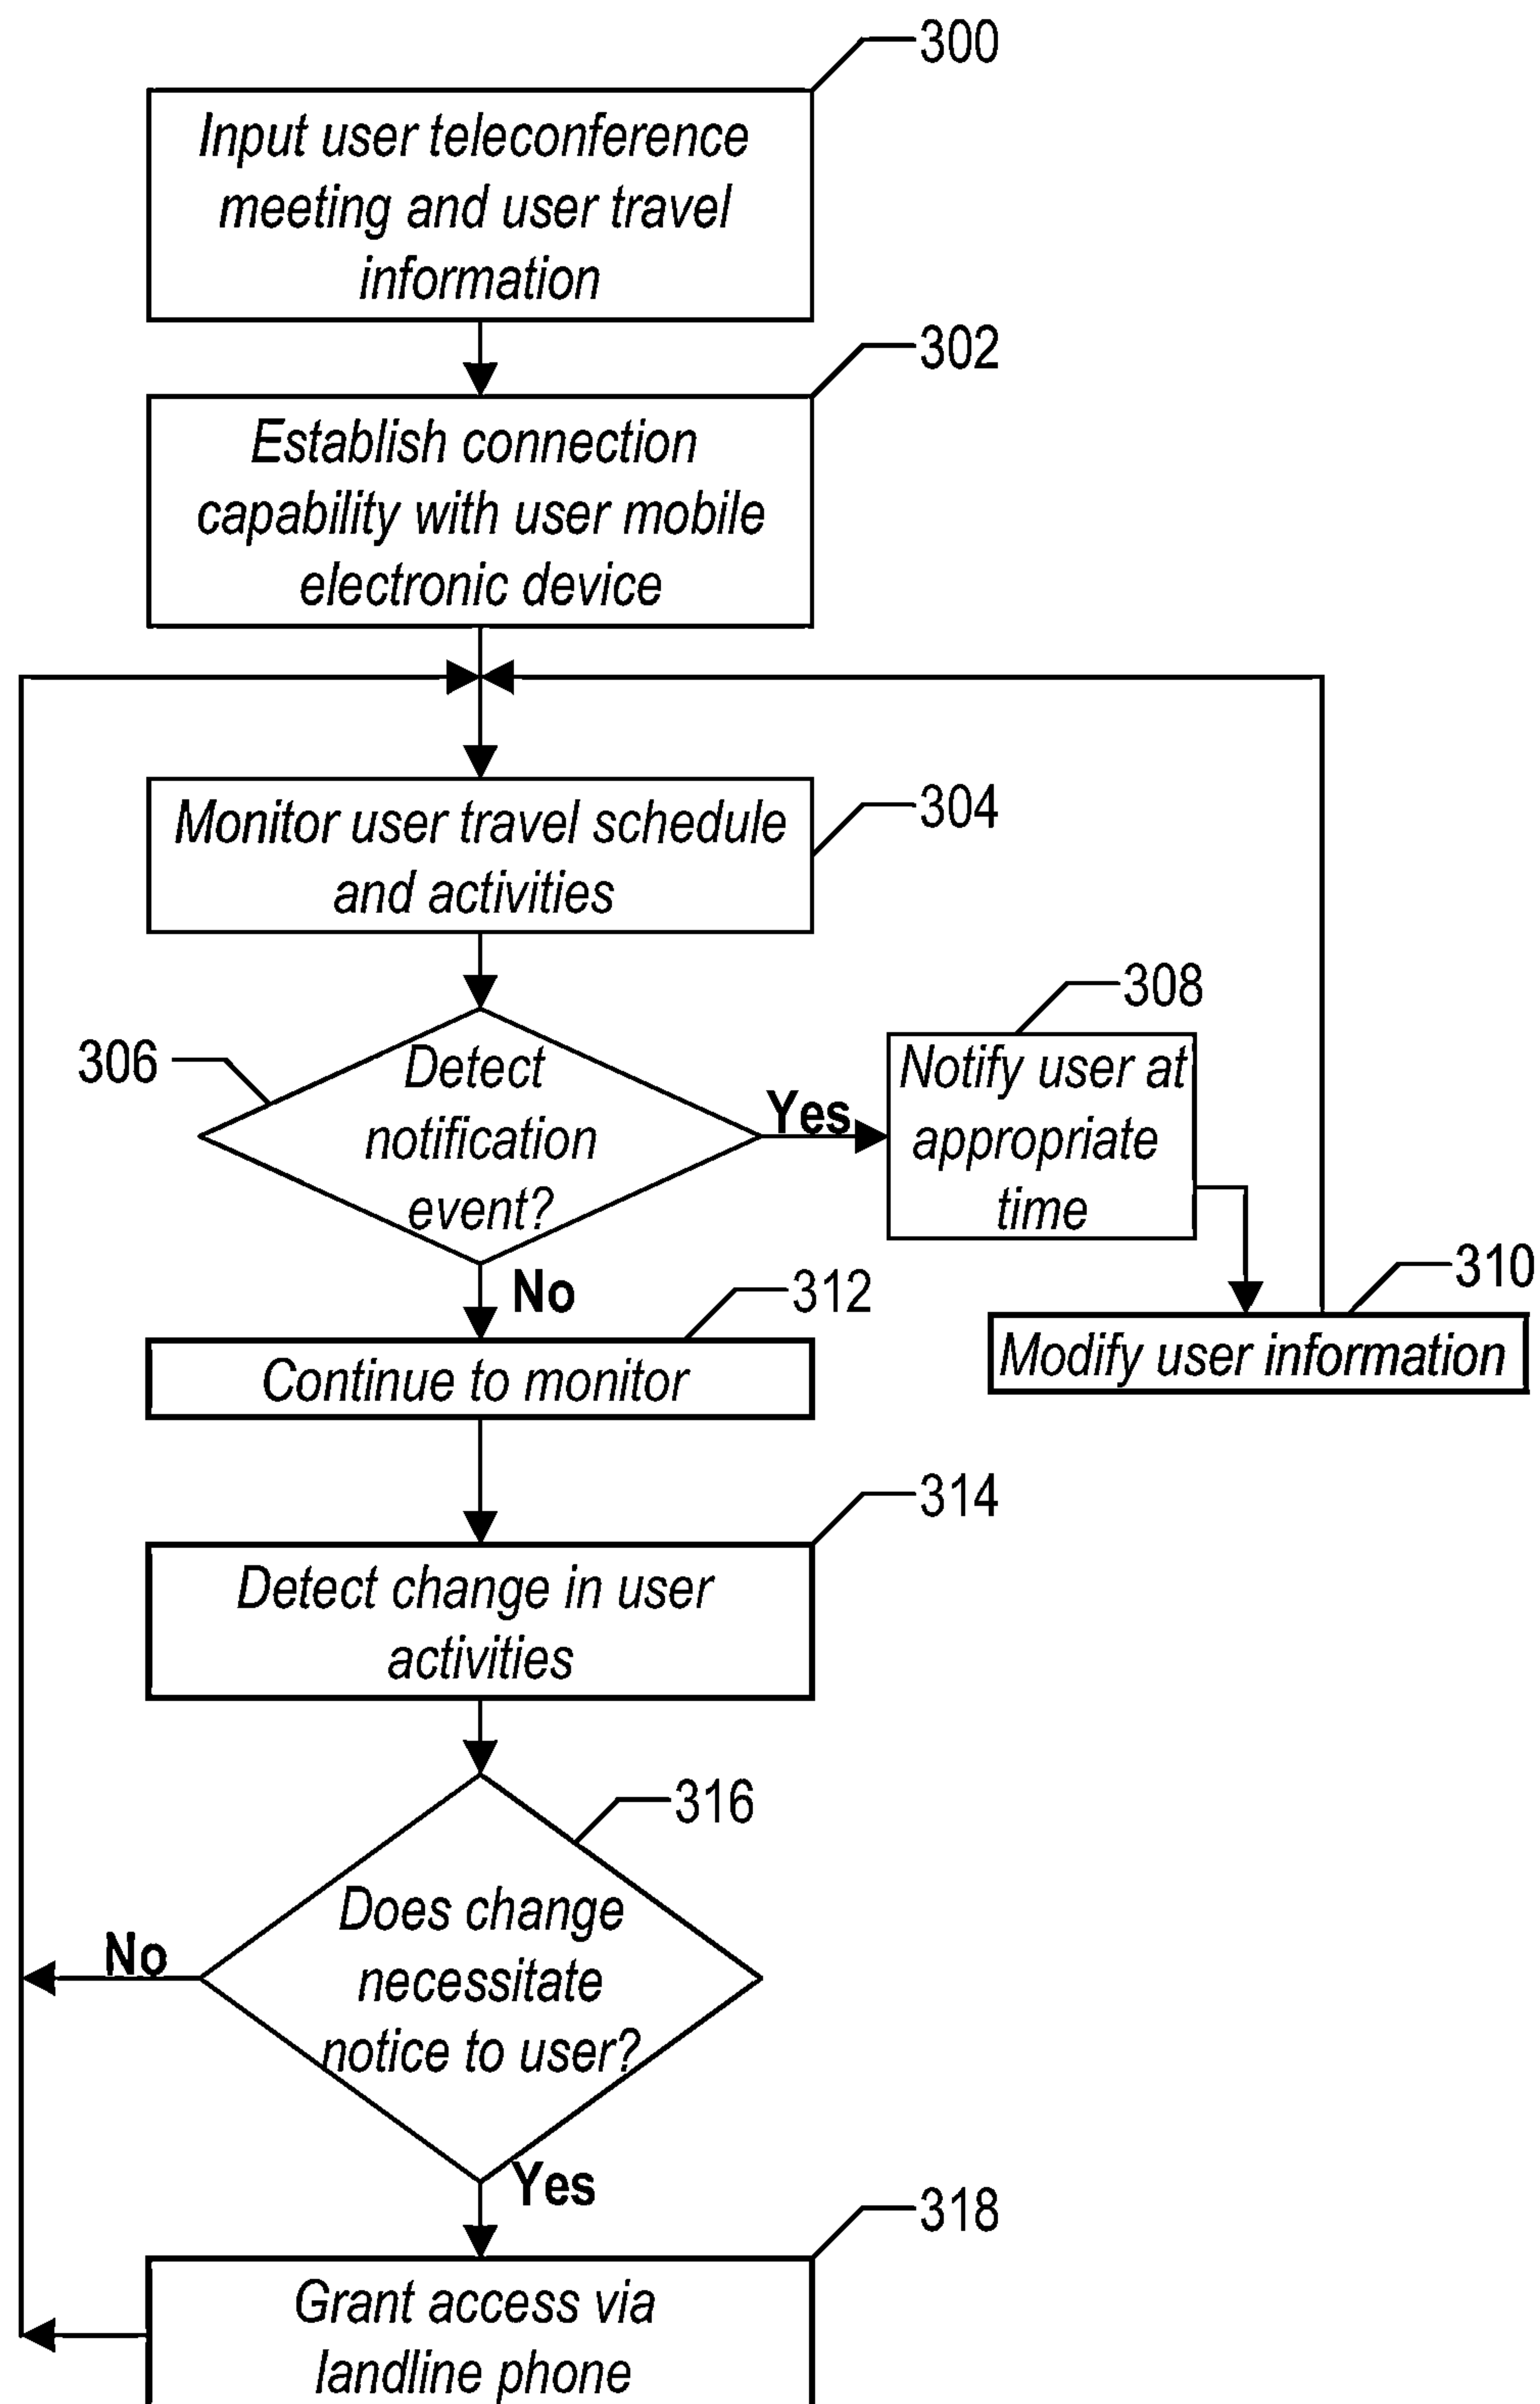 300
Input user teleconference
meeting and user travel
information
302
Establish connection
capability with user mobile
electronic device
Monitor user travel schedule
and activities
304
306
Detect
notification
event?
Yes
308
Notify user at
appropriate
time
310
Modify user information
No
312
Continue to monitor
314
Detect change in user
activities
316
Does change
necessitate
notice to user?
No
Yes
318
Grant access via
landline phone